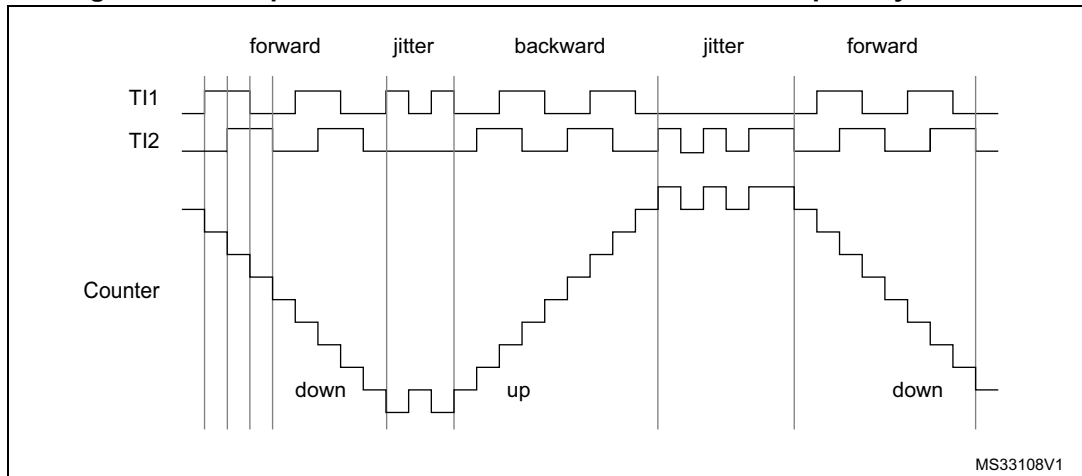 forward jitter backward jitter forward
TI1
TI2
Counter
down up down
MS33108V1